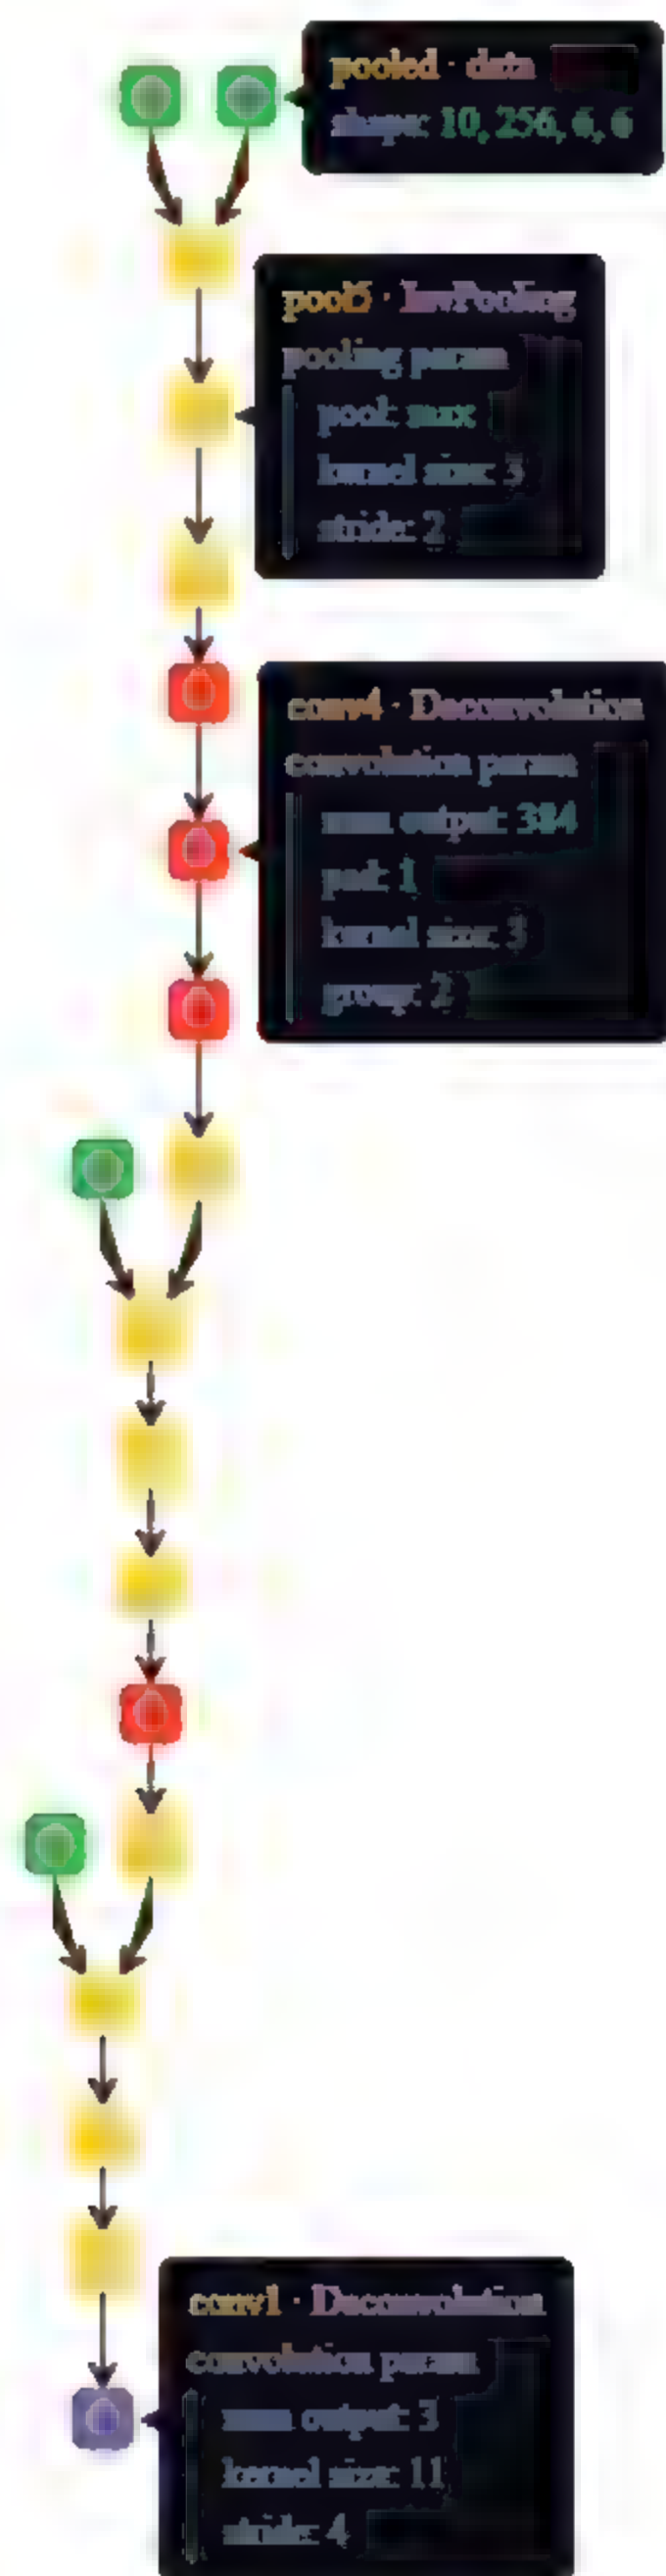 pooled · data
shape: 10, 256, 6, 6
pool5 · InvPooling
pooling param
pool: max
kernel size: 3
stride: 2
conv4 · Deconvolution
convolution param
num output: 384
pad: 1
kernel size: 3
group: 2
conv1 · Deconvolution
convolution param
num output: 3
kernel size: 11
stride: 4